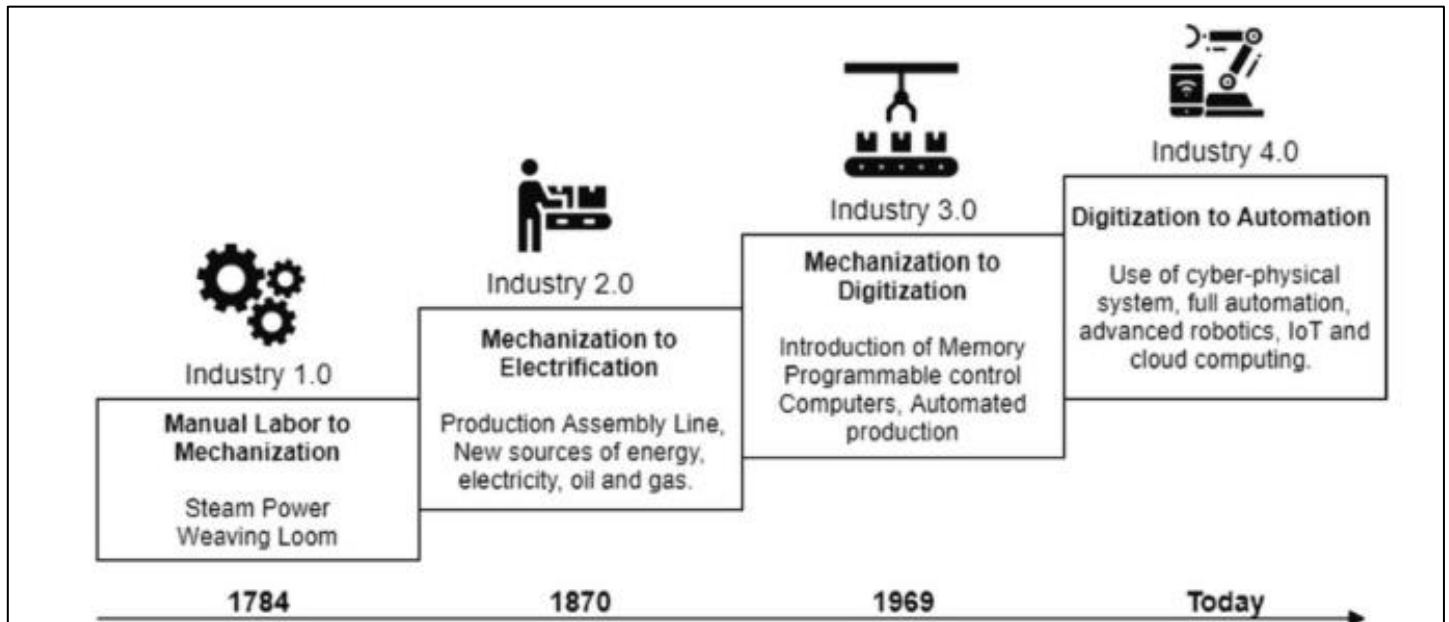 Industry 1.0
Manual Labor to
Mechanization
Steam Power
Weaving Loom
1784
Industry 2.0
Mechanization to
Electrification
Production Assembly Line,
New sources of energy,
electricity, oil and gas.
1870
Industry 3.0
Mechanization to
Digitization
Introduction of Memory
Programmable control
Computers, Automated
production
1969
Industry 4.0
Digitization to Automation
Use of cyber-physical
system, full automation,
advanced robotics, IoT and
cloud computing.
Today